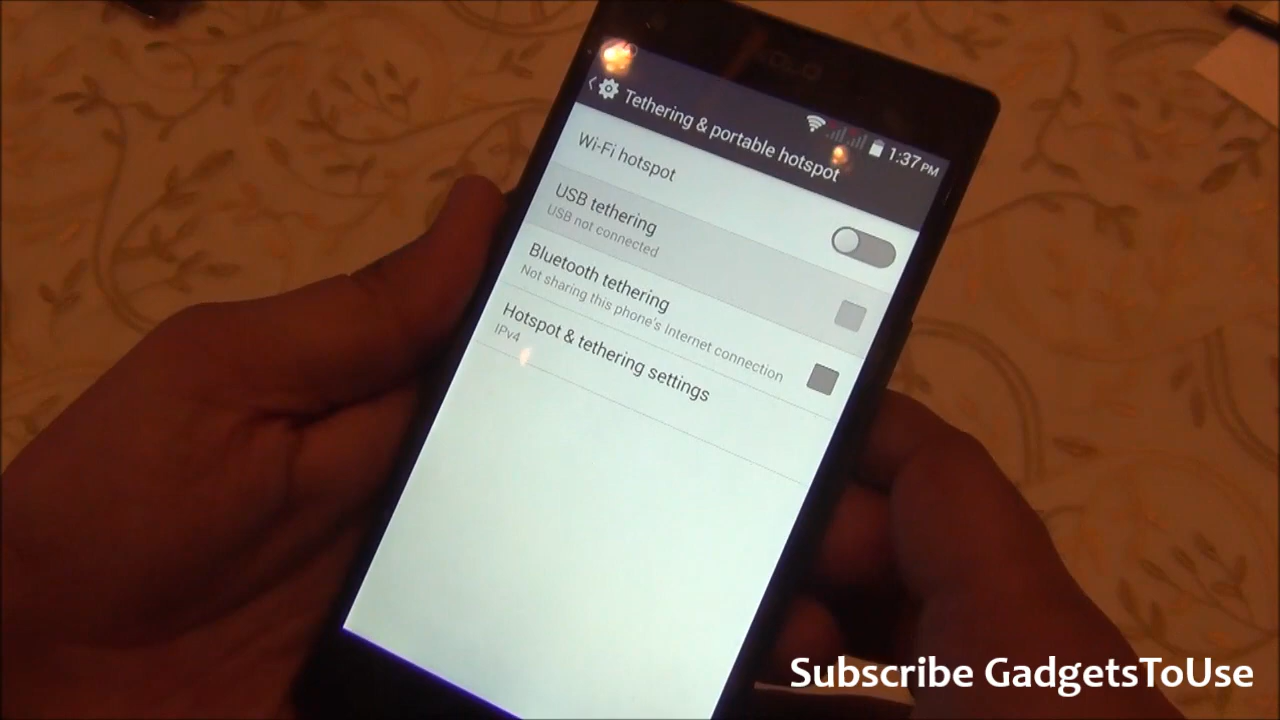 XOLO
1:37 PM
Tethering & portable hotspot
Wi-Fi hotspot
USB tethering
USB not connected
Bluetooth tethering
Not sharing this phone's Internet connection
Hotspot & tethering settings
IPv4
Subscribe GadgetsToUse